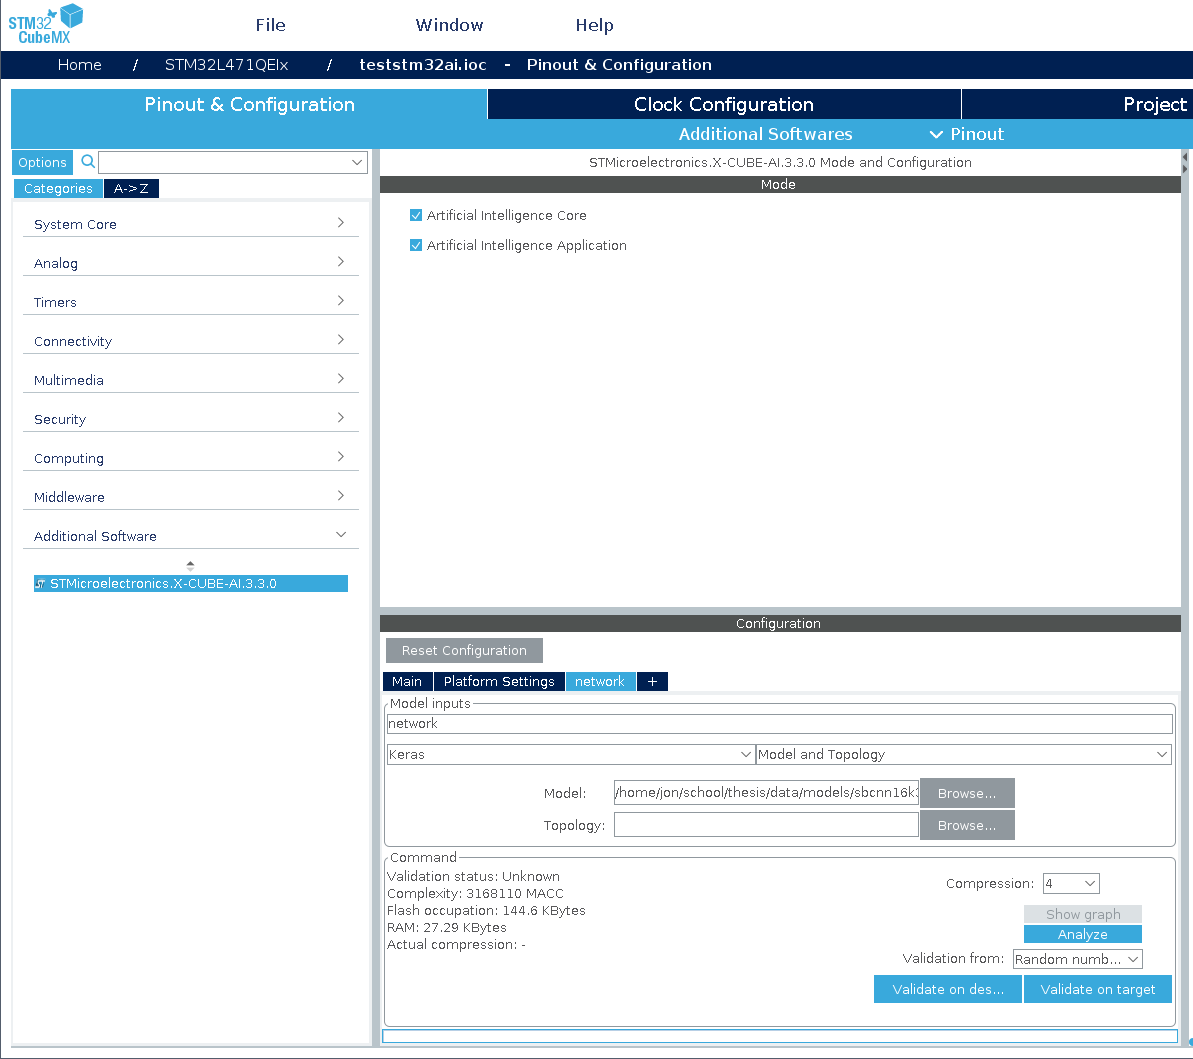 STM32
CubeMX
File
Window
Help
Home / STM32L471QEIx / teststm32ai.ioc - Pinout & Configuration
Pinout & Configuration
Clock Configuration
Project
Additional Softwares
Pinout
Options
Categories
A->Z
System Core
Analog
Timers
Connectivity
Multimedia
Security
Computing
Middleware
Additional Software
STMicroelectronics.X-CUBE-AI.3.3.0
STMicroelectronics.X-CUBE-AI.3.3.0 Mode and Configuration
Mode
Artificial Intelligence Core
Artificial Intelligence Application
Configuration
Reset Configuration
Main
Platform Settings
network
+
Model inputs
network
Keras
Model and Topology
Model:
/home/jon/school/thesis/data/models/sbcnn16k3
Browse...
Topology:
Browse...
Command
Validation status: Unknown
Complexity: 3168110 MACC
Flash occupation: 144.6 KBytes
RAM: 27.29 KBytes
Actual compression: -
Compression: 4
Show graph
Analyze
Validation from: Random numb...
Validate on des...
Validate on target